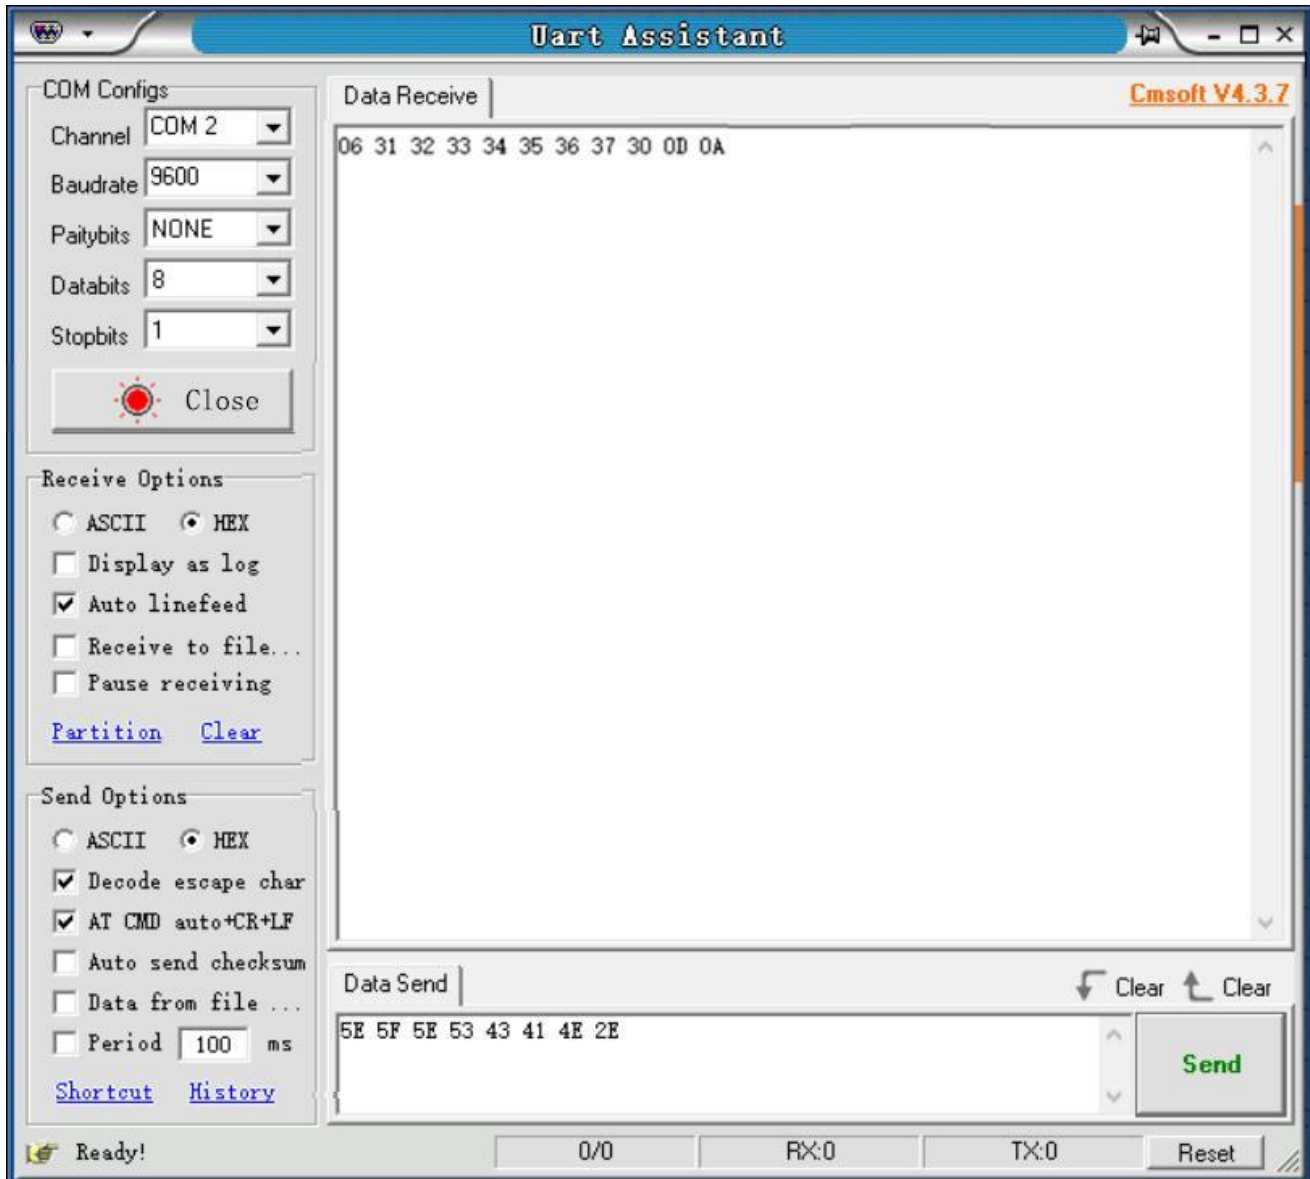 Uart Assistant
COM Configs
Channel COM 2
Baudrate 9600
Paitybits NONE
Databits 8
Stopbits 1
Close
Receive Options
ASCII HEX
Display as log
Auto linefeed
Receive to file...
Pause receiving
Partition Clear
Send Options
ASCII HEX
Decode escape char
AT CMD auto+CR+LF
Auto send checksum
Data from file ...
Period 100 ms
Shortcut History
Data Receive
Cmsoft V4.3.7
06 31 32 33 34 35 36 37 30 0D 0A
Data Send
Clear Clear
5E 5F 5E 53 43 41 4E 2E
Send
Ready!
0/0 RX:0 TX:0 Reset